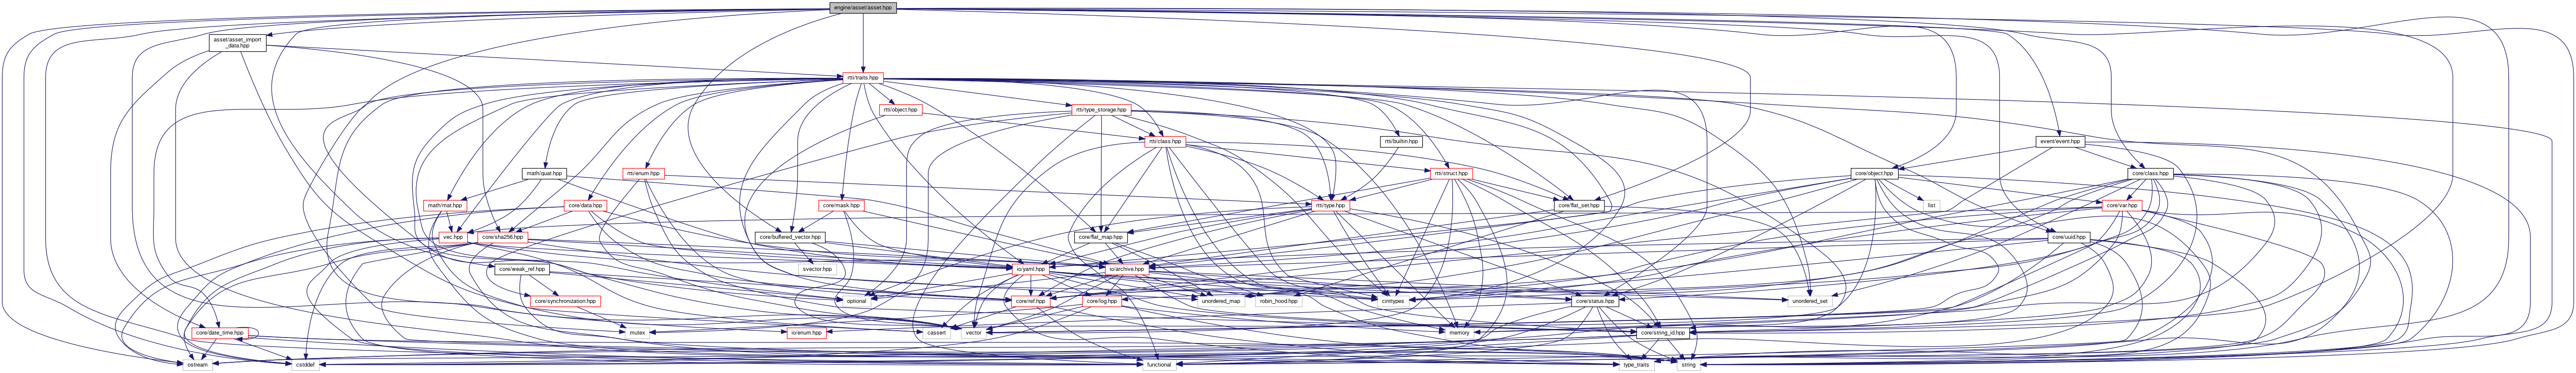 engine/asset/asset.hpp
asset/asset_import
_data.hpp
rtti/traits.hpp
rtti/object.hpp
rtti/type_storage.hpp
rtti/class.hpp
rtti/builtin.hpp
event/event.hpp
math/quat.hpp
rtti/enum.hpp
rtti/struct.hpp
core/object.hpp
core/class.hpp
math/mat.hpp
core/data.hpp
core/mask.hpp
rtti/type.hpp
core/flat_set.hpp
list
core/var.hpp
vec.hpp
core/sha256.hpp
core/buffered_vector.hpp
core/flat_map.hpp
core/uuid.hpp
core/weak_ref.hpp
svector.hpp
io/yaml.hpp
io/archive.hpp
core/synchronization.hpp
optional
core/ref.hpp
core/log.hpp
unordered_map
robin_hood.hpp
cinttypes
core/status.hpp
unordered_set
core/date_time.hpp
mutex
io/enum.hpp
cassert
vector
memory
core/string_id.hpp
ostream
cstddef
functional
type_traits
string